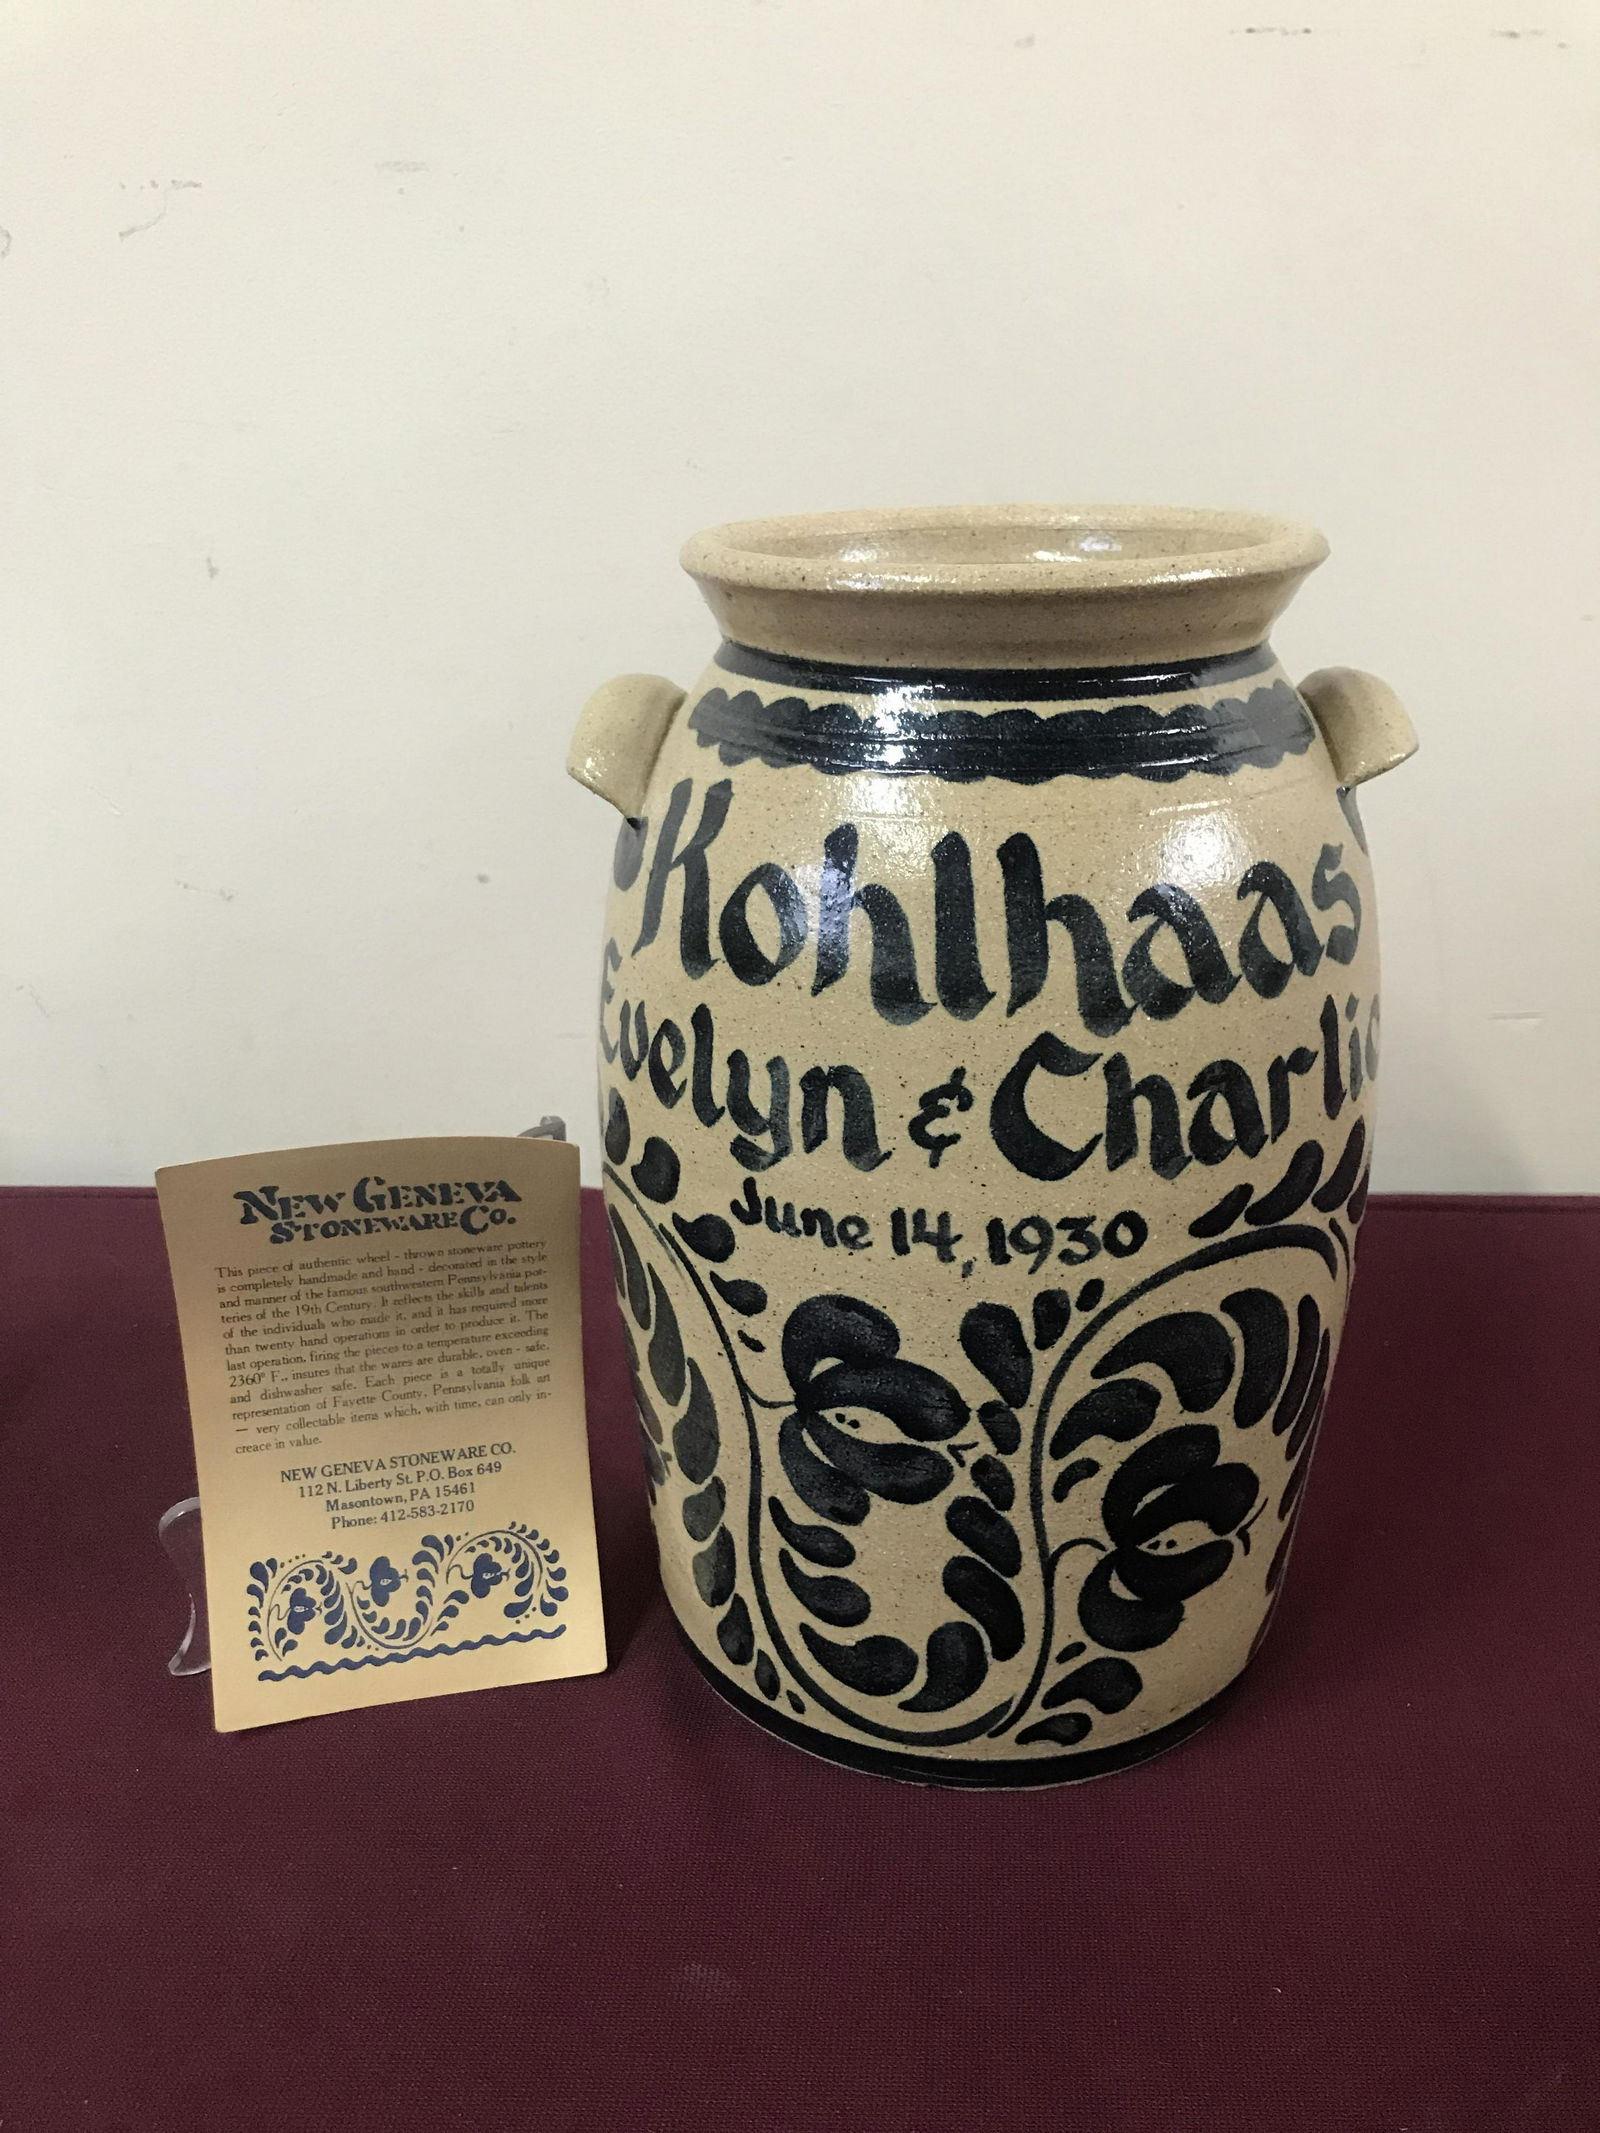 NEW GENEVA
STONEWARE CO.
This piece of authentic wheel - thrown stoneware pottery
is completely handmade and hand - decorated in the style
and manner of the famous southwestern Pennsylvania pot-
teries of the 19th Century. It reflects the skills and talents
of the individuals who made it, and it has required more
than twenty hand operations in order to produce it. The
last operation, firing the pieces to a temperature exceeding
2360° F., insures that the wares are durable, oven - safe,
and dishwasher safe. Each piece is a totally unique
representation of Fayette County, Pennsylvania folk art
— very collectable items which, with time, can only in-
creace in value.
NEW GENEVA STONEWARE CO.
112 N. Liberty St. P.O. Box 649
Masontown, PA 15461
Phone: 412-583-2170
Kohlhaas
Evelyn & Charlie
June 14, 1930